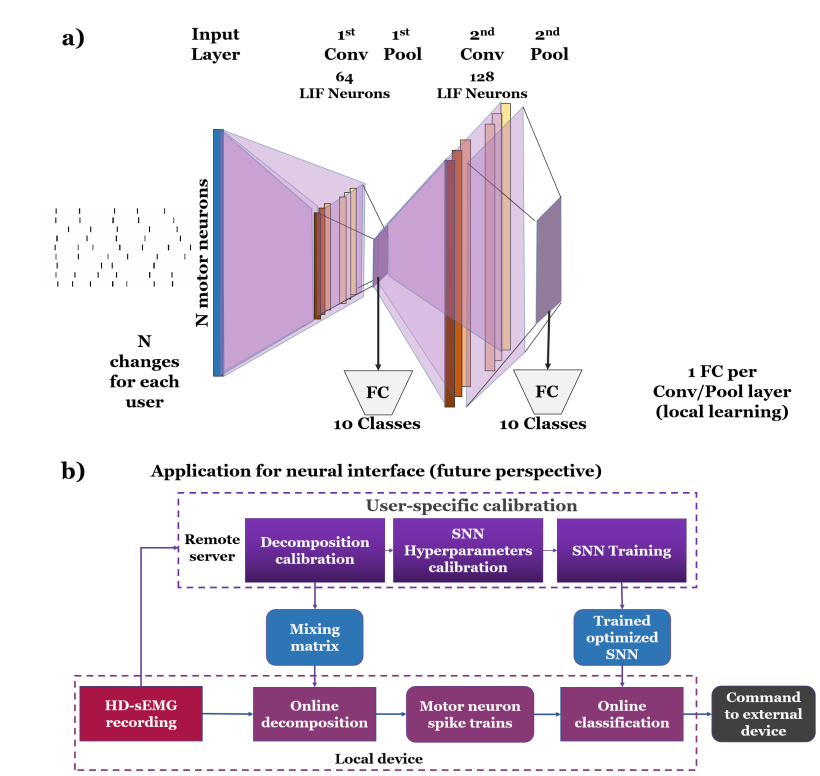 a)
Input
Layer
1st
Conv
64
LIF Neurons
1st
Pool
2nd
Conv
128
LIF Neurons
2nd
Pool
N motor neurons
N
changes
for each
user
FC
10 Classes
FC
10 Classes
1 FC per
Conv/Pool layer
(local learning)
b)
Application for neural interface (future perspective)
User-specific calibration
Remote
server
Decomposition
calibration
SNN
Hyperparameters
calibration
SNN Training
Mixing
matrix
Trained
optimized
SNN
HD-sEMG
recording
Online
decomposition
Motor neuron
spike trains
Online
classification
Command
to external
device
Local device